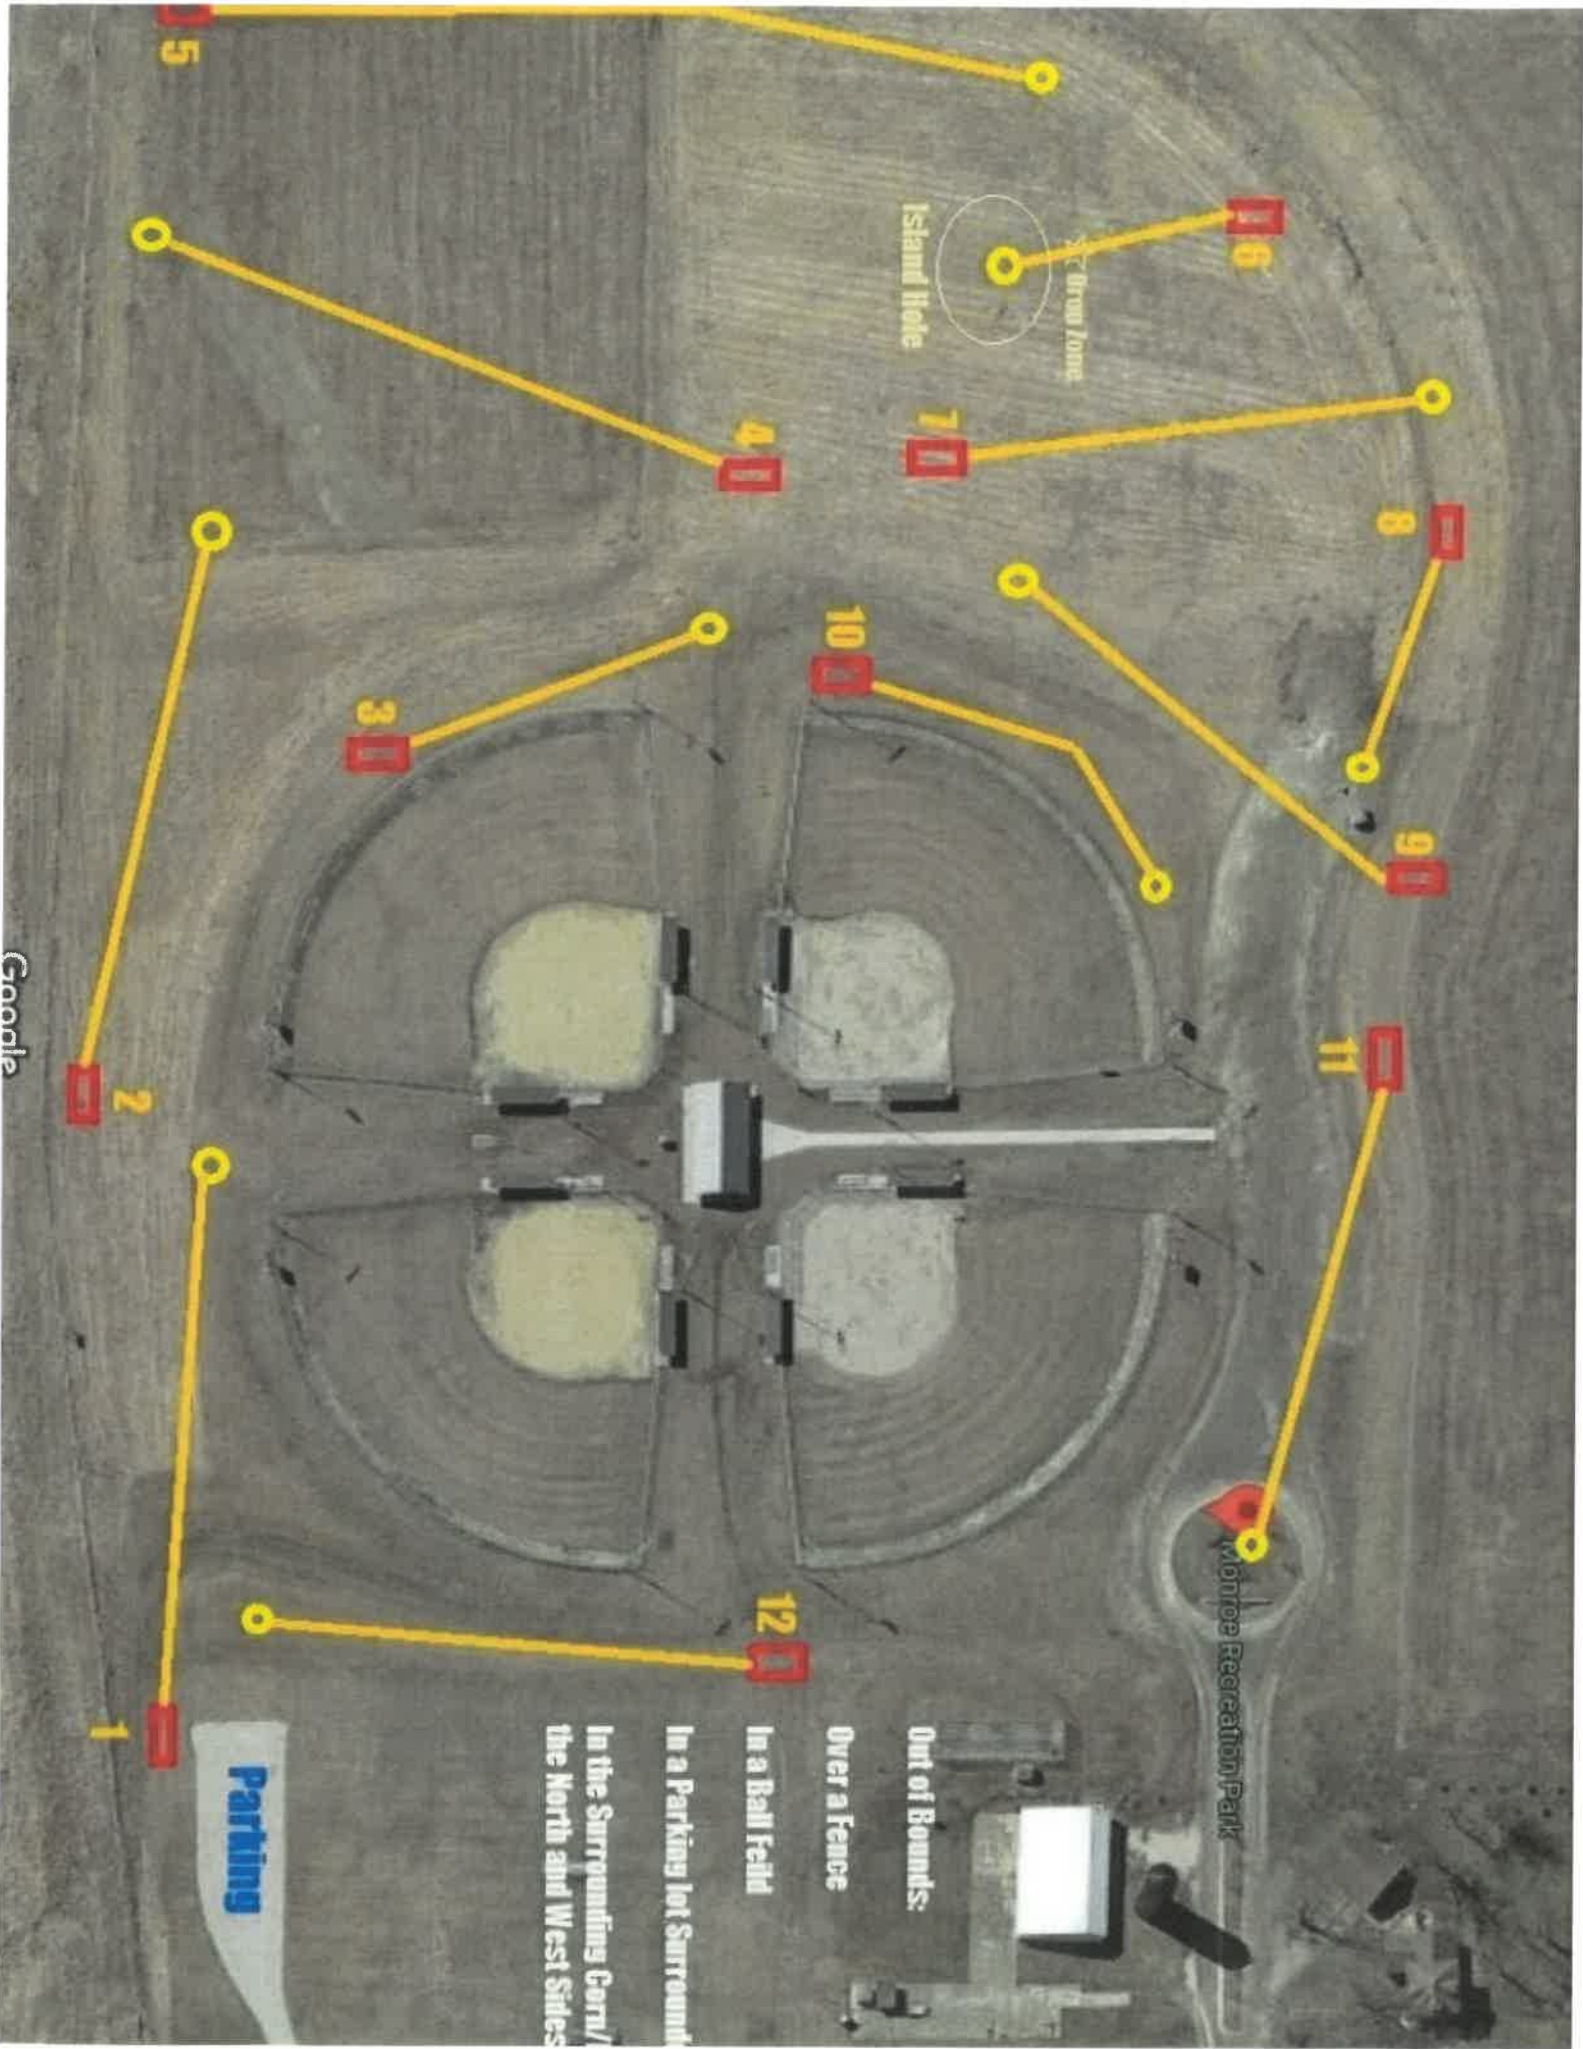 5
6
Drop Zone
Island Hole
4
7
8
10
3
9
11
2
Google
12
1
Monroe Recreation Park
Parking
Out of Bounds:
Over a Fence
In a Ball Feild
In a Parking lot Surround
In the Surrounding Corn/
the North and West Sides